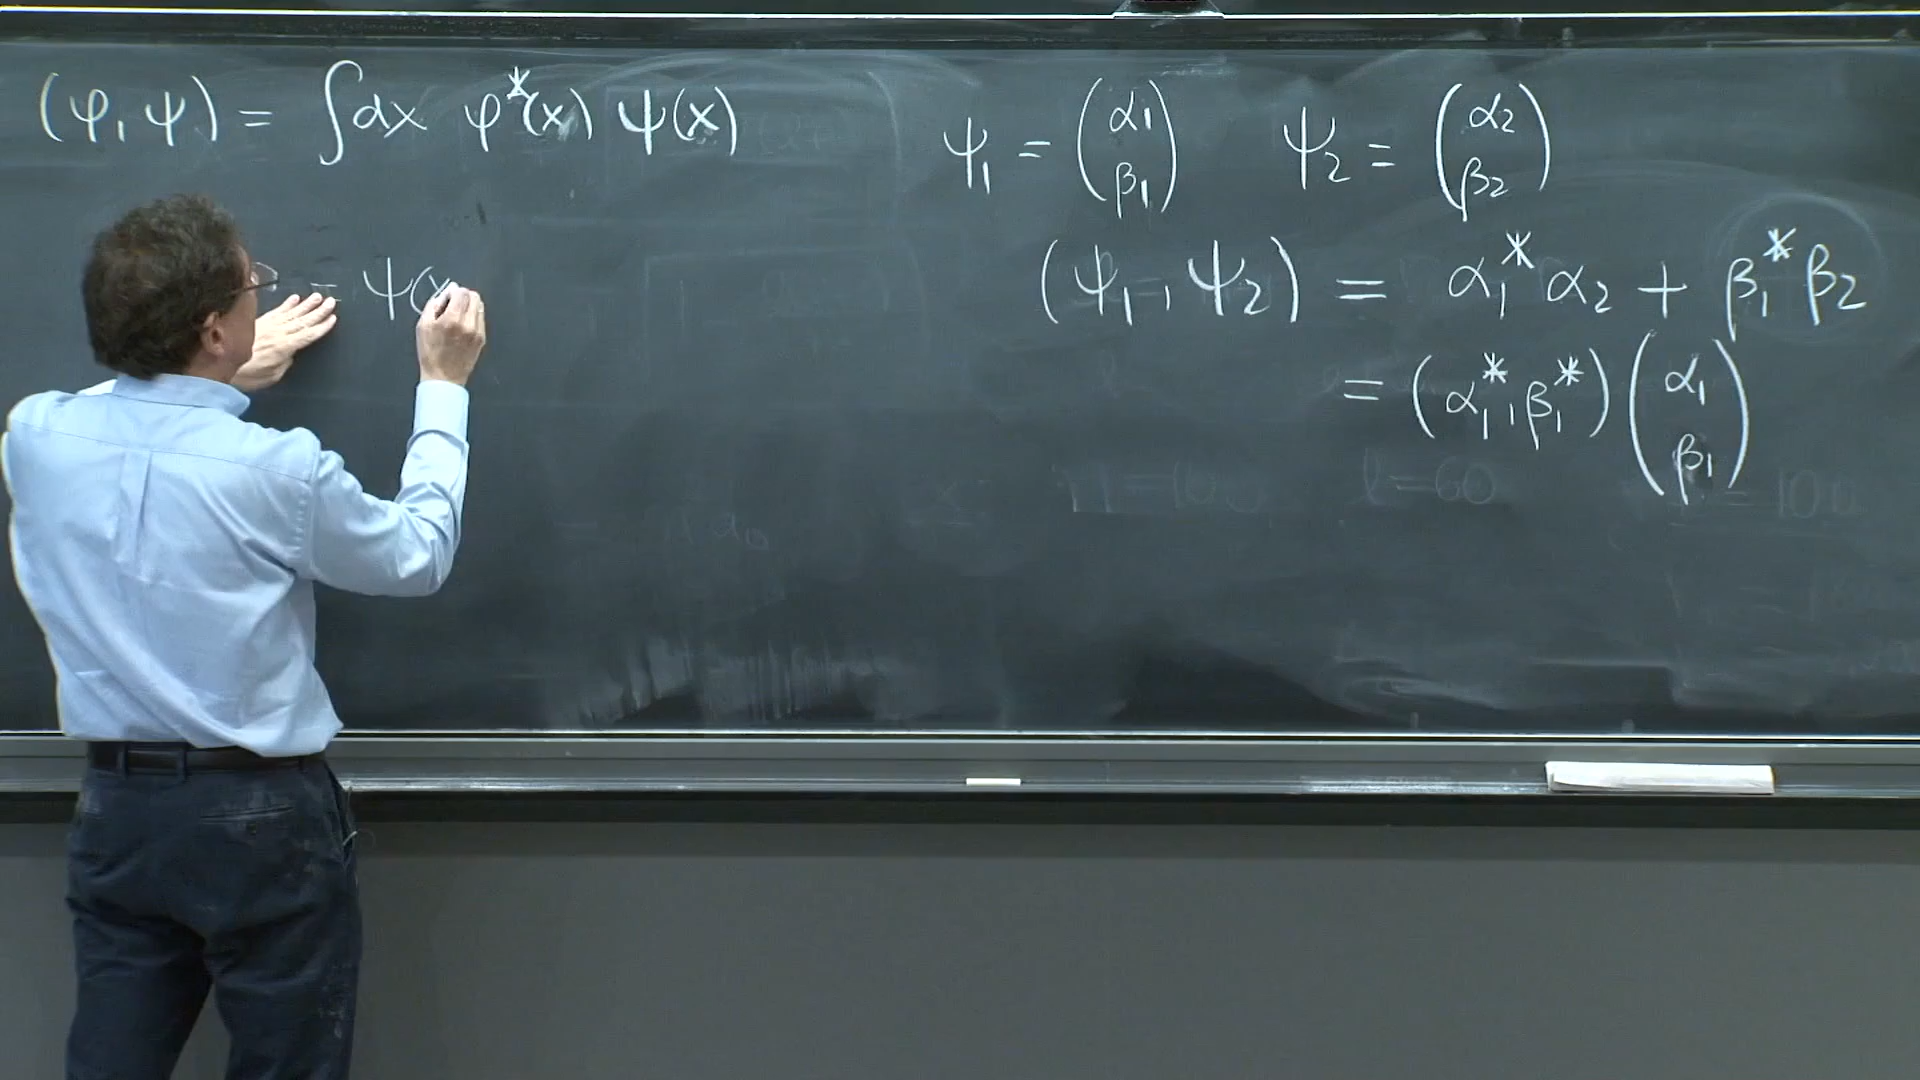 (φ, ψ) = ∫dx φ*(x) ψ(x)
= ψ(x
ψ₁ = (α₁ β₁) ψ₂ = (α₂ β₂)
(ψ₁, ψ₂) = α₁* α₂ + β₁* β₂
= (α₁*, β₁*) (α₁ β₁)